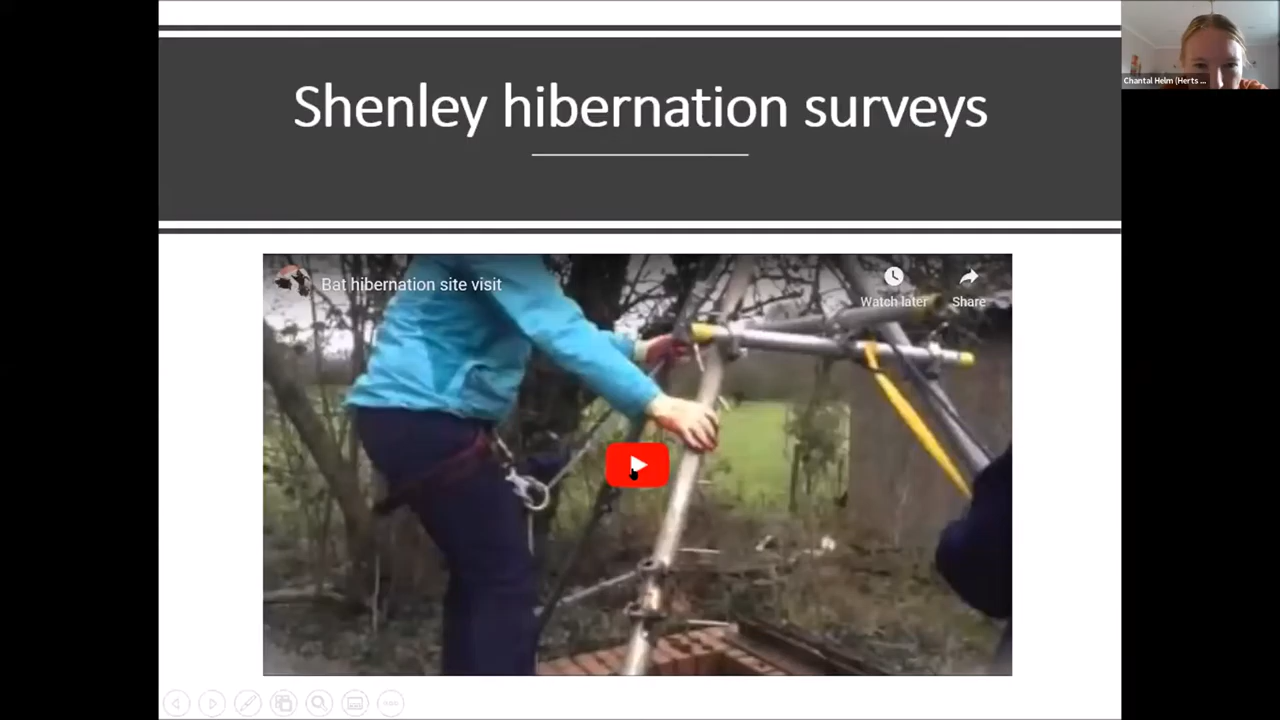 Shenley hibernation surveys
Chantal Helm (Herts ...
Bat hibernation site visit
Watch later
Share